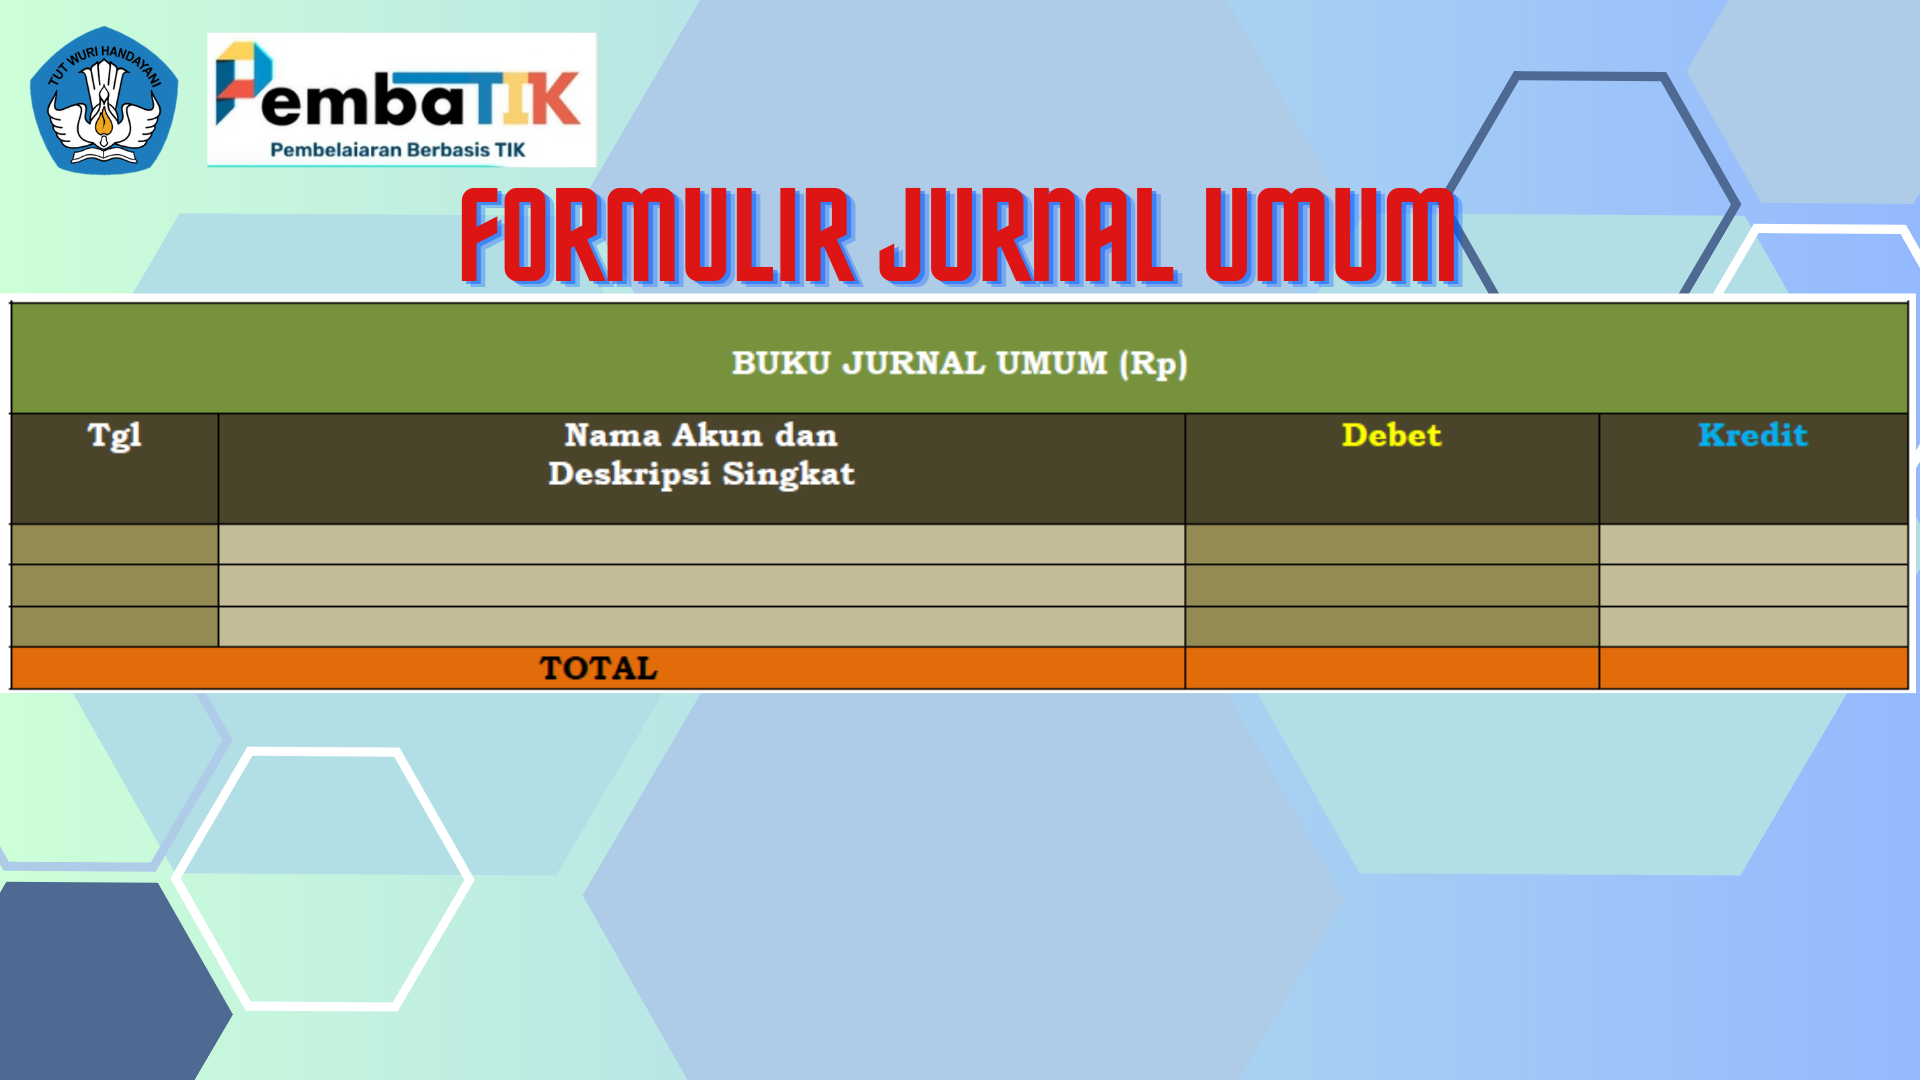 TUT WURI HANDAYANI
PembaTIK
Pembelaiaran Berbasis TIK
FORMULIR JURNAL UMUM
BUKU JURNAL UMUM (Rp)
Tgl
Nama Akun dan
Deskripsi Singkat
Debet
Kredit
TOTAL